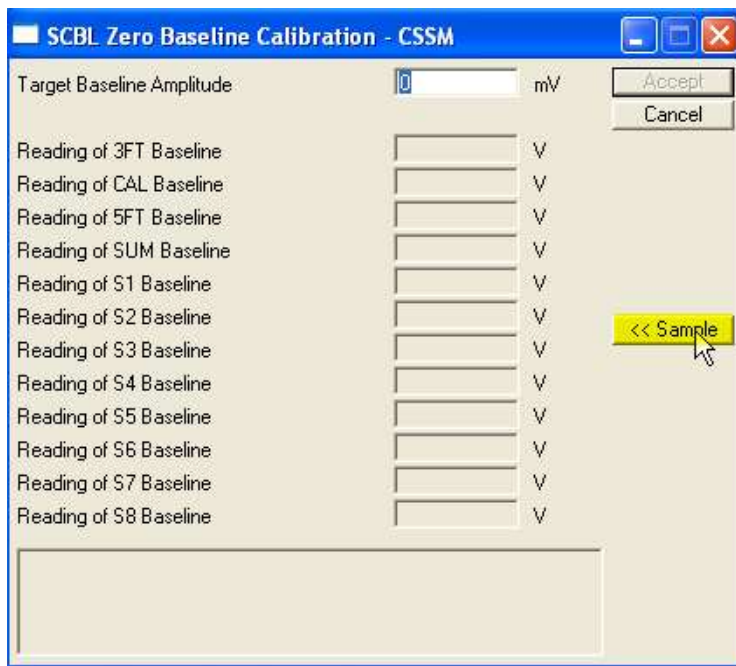 SCBL Zero Baseline Calibration - CSSM
Target Baseline Amplitude 0 mV Accept
Cancel
Reading of 3FT Baseline V
Reading of CAL Baseline V
Reading of 5FT Baseline V
Reading of SUM Baseline V
Reading of S1 Baseline V
Reading of S2 Baseline V
Reading of S3 Baseline V
<< Sample
Reading of S4 Baseline V
Reading of S5 Baseline V
Reading of S6 Baseline V
Reading of S7 Baseline V
Reading of S8 Baseline V